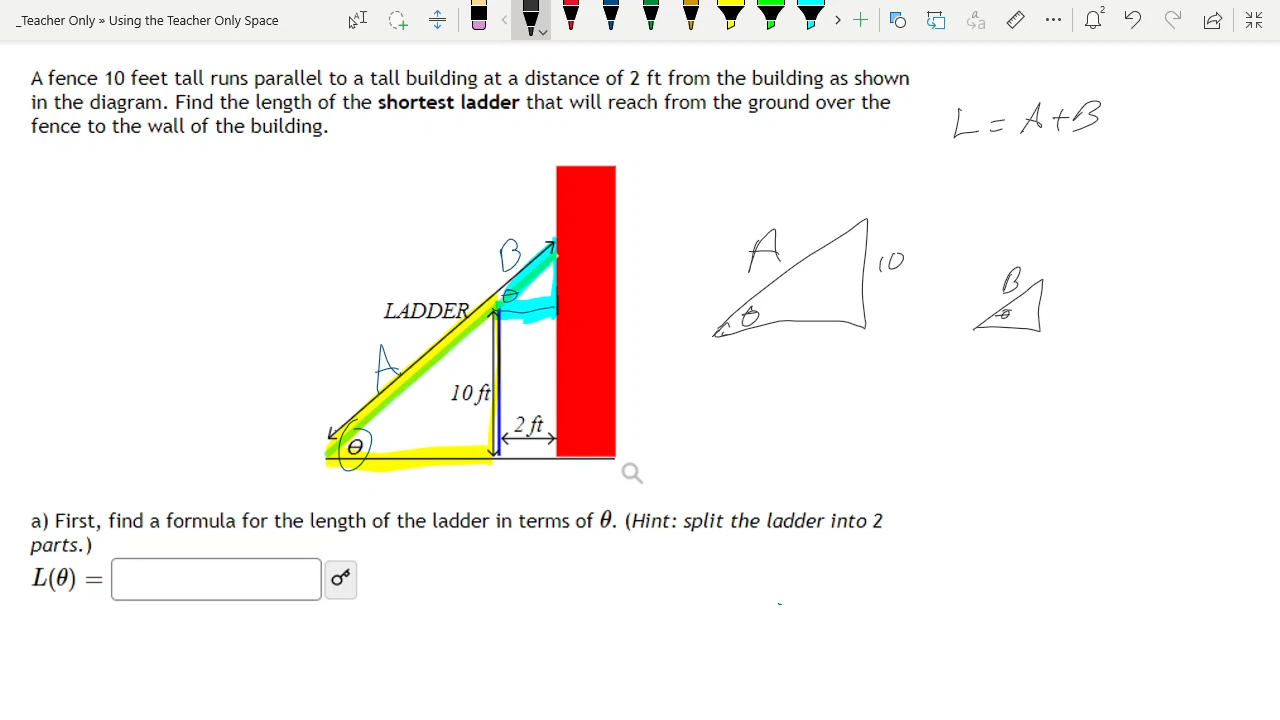 _Teacher Only » Using the Teacher Only Space
2
A fence 10 feet tall runs parallel to a tall building at a distance of 2 ft from the building as shown
in the diagram. Find the length of the shortest ladder that will reach from the ground over the
fence to the wall of the building.
L = A+B
B
θ
LADDER
A
10 ft
2 ft
θ
A
10
θ
B
θ
a) First, find a formula for the length of the ladder in terms of θ. (Hint: split the ladder into 2
parts.)
L(θ) =